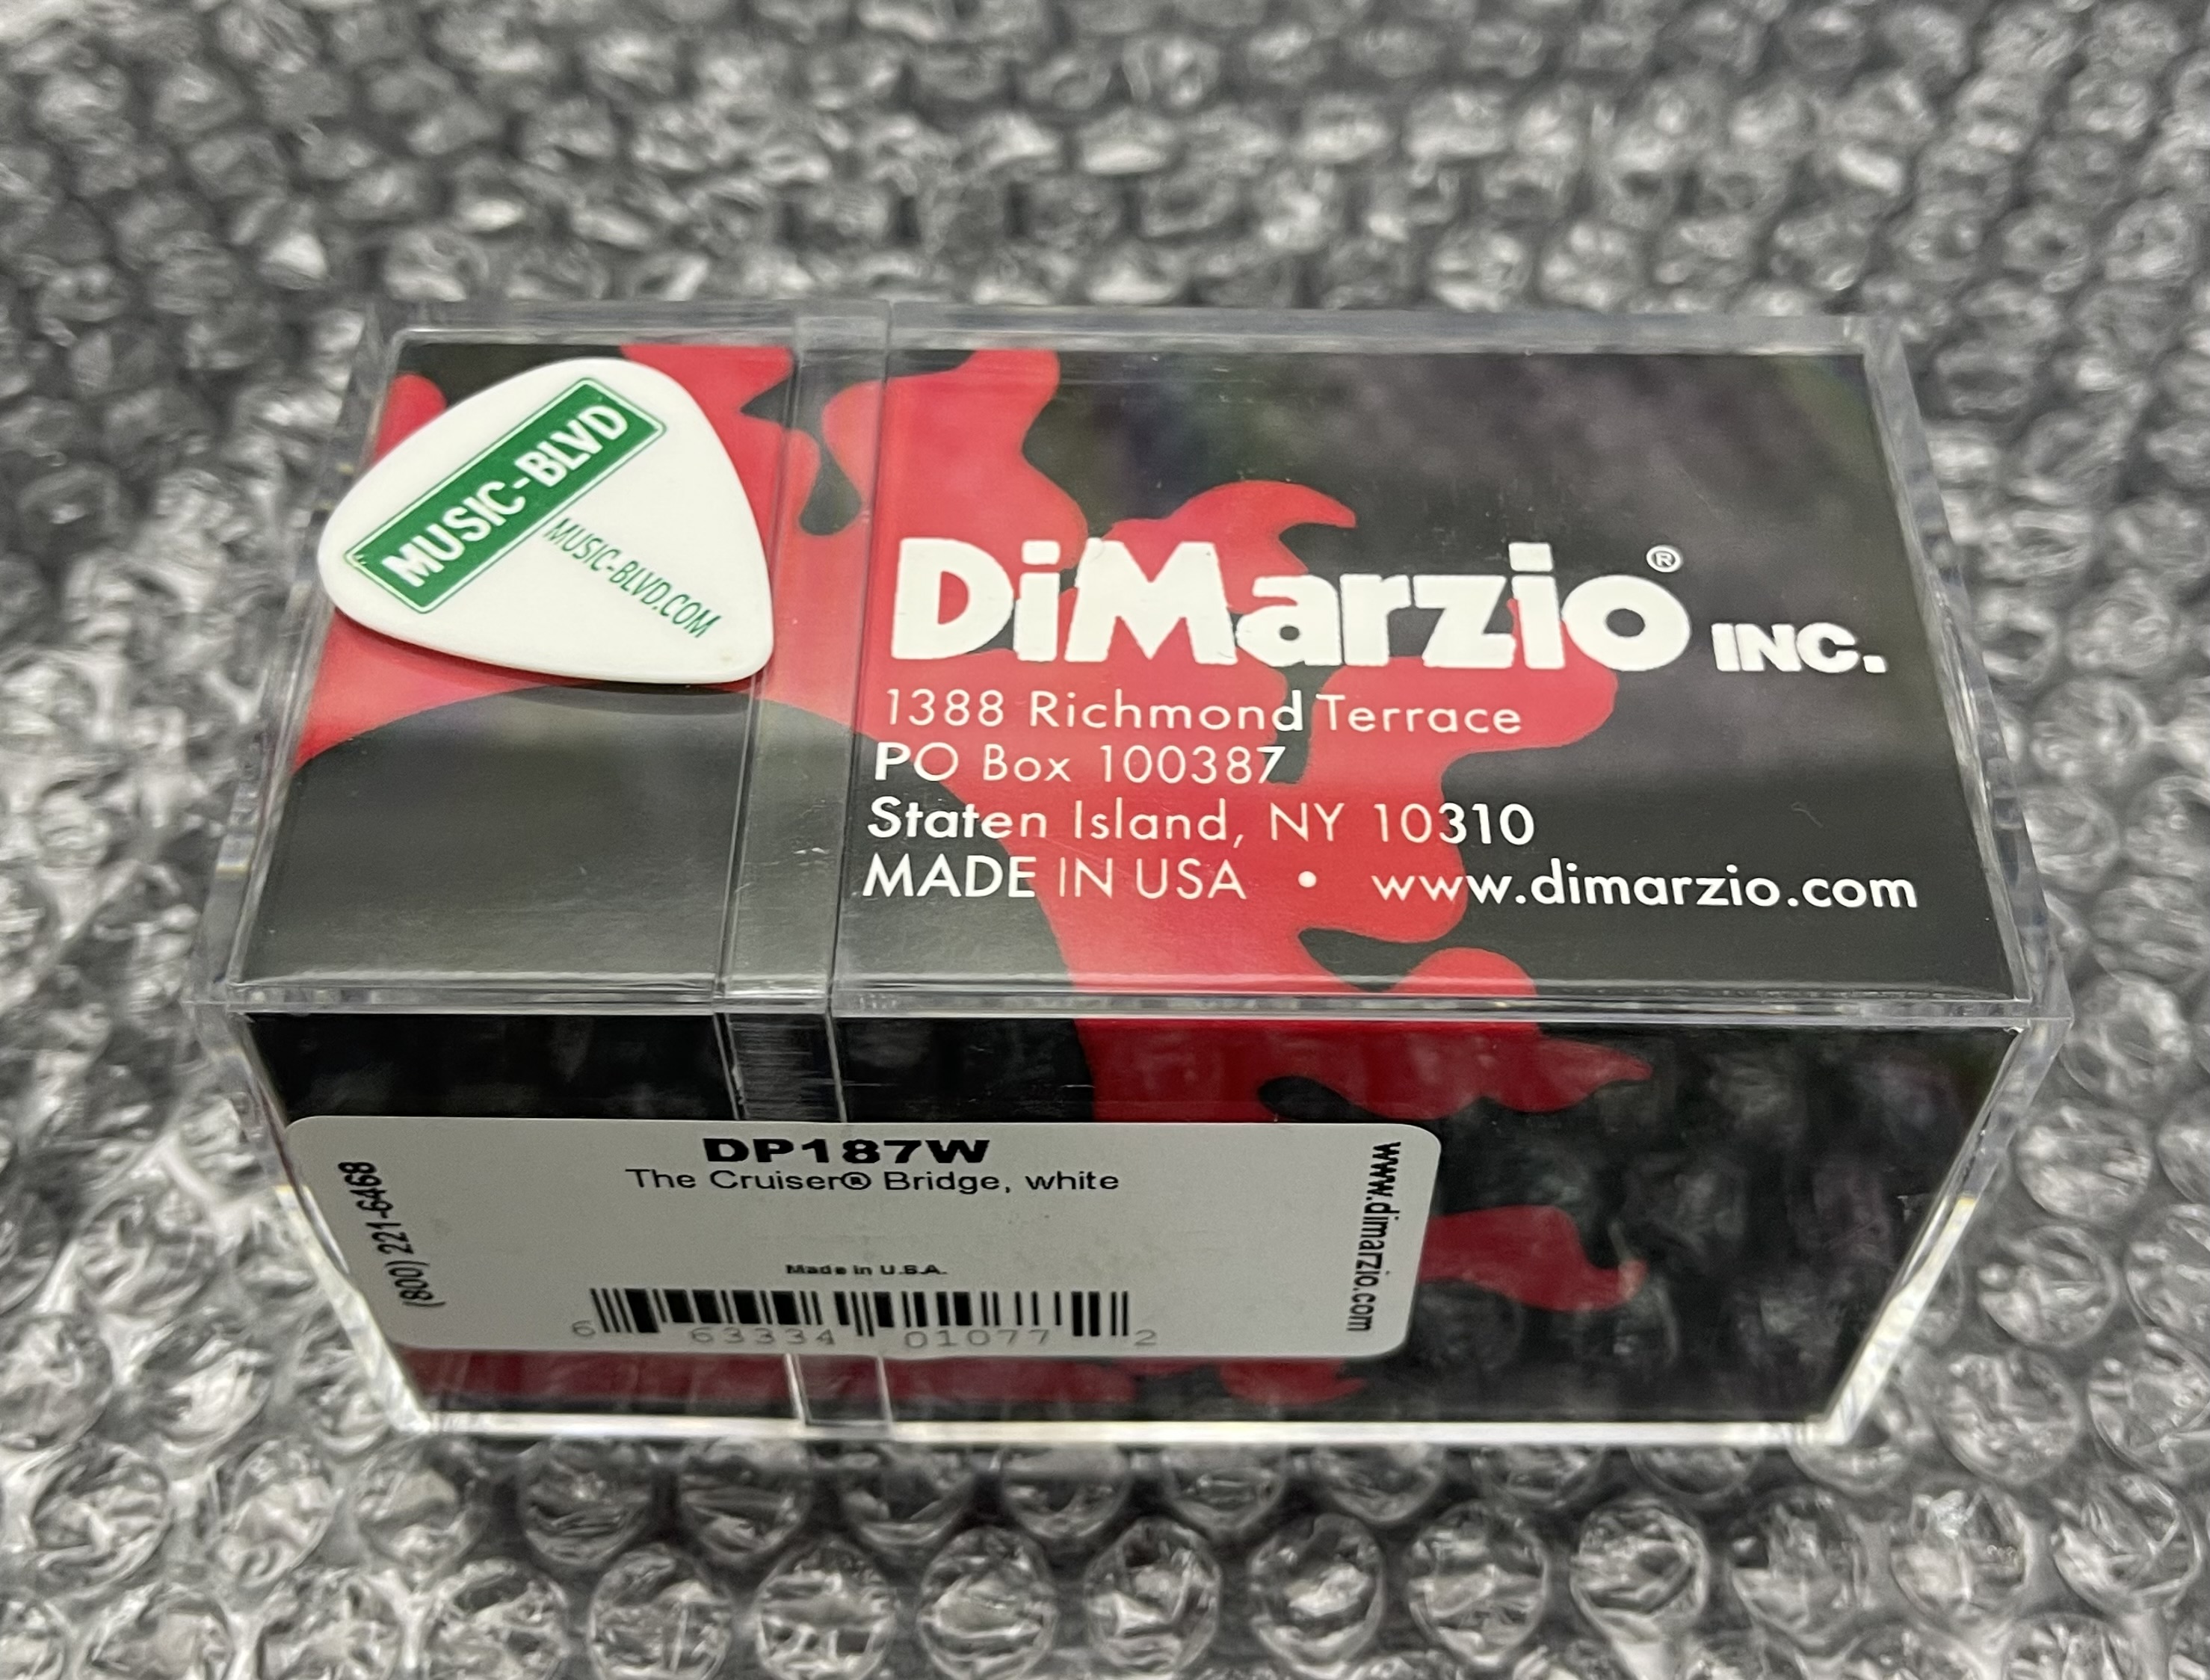 MUSIC-BLVD
MUSIC-BLVD.COM
DiMarzio® INC.
1388 Richmond Terrace
PO Box 100387
Staten Island, NY 10310
MADE IN USA • www.dimarzio.com
DP187W
The Cruiser® Bridge, white
Made in U.S.A.
6 63334 01077 2
(800) 221-6468
www.dimarzio.com